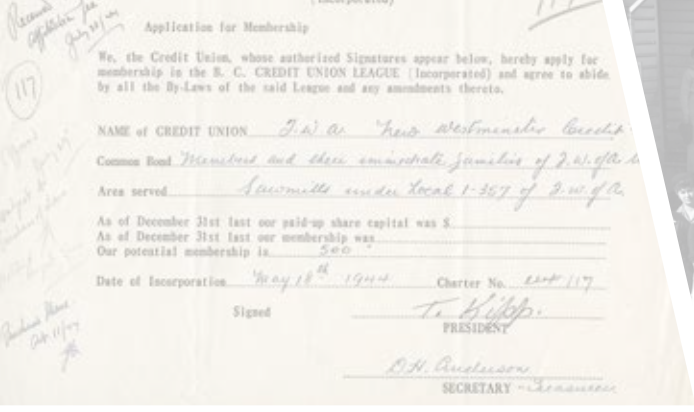 (Incorporated)
Application for Membership
We, the Credit Union, whose authorized Signatures appear below, hereby apply for
membership in the B. C. CREDIT UNION LEAGUE (Incorporated) and agree to abide
by all the By-Laws of the said League and any amendments thereto.
117
NAME of CREDIT UNION I.W.A. New Westminster Credit
Common Bond Members and their immediate families of I.W. of A.
Area served Sawmills under Local 1-357 of I.W. of A.
As of December 31st last our paid-up share capital was $
As of December 31st last our membership was
Our potential membership is 500
Date of Incorporation May 18th 1944 Charter No. 117
Signed T. Kipp.
PRESIDENT
D.H. Anderson
SECRETARY - Treasurer